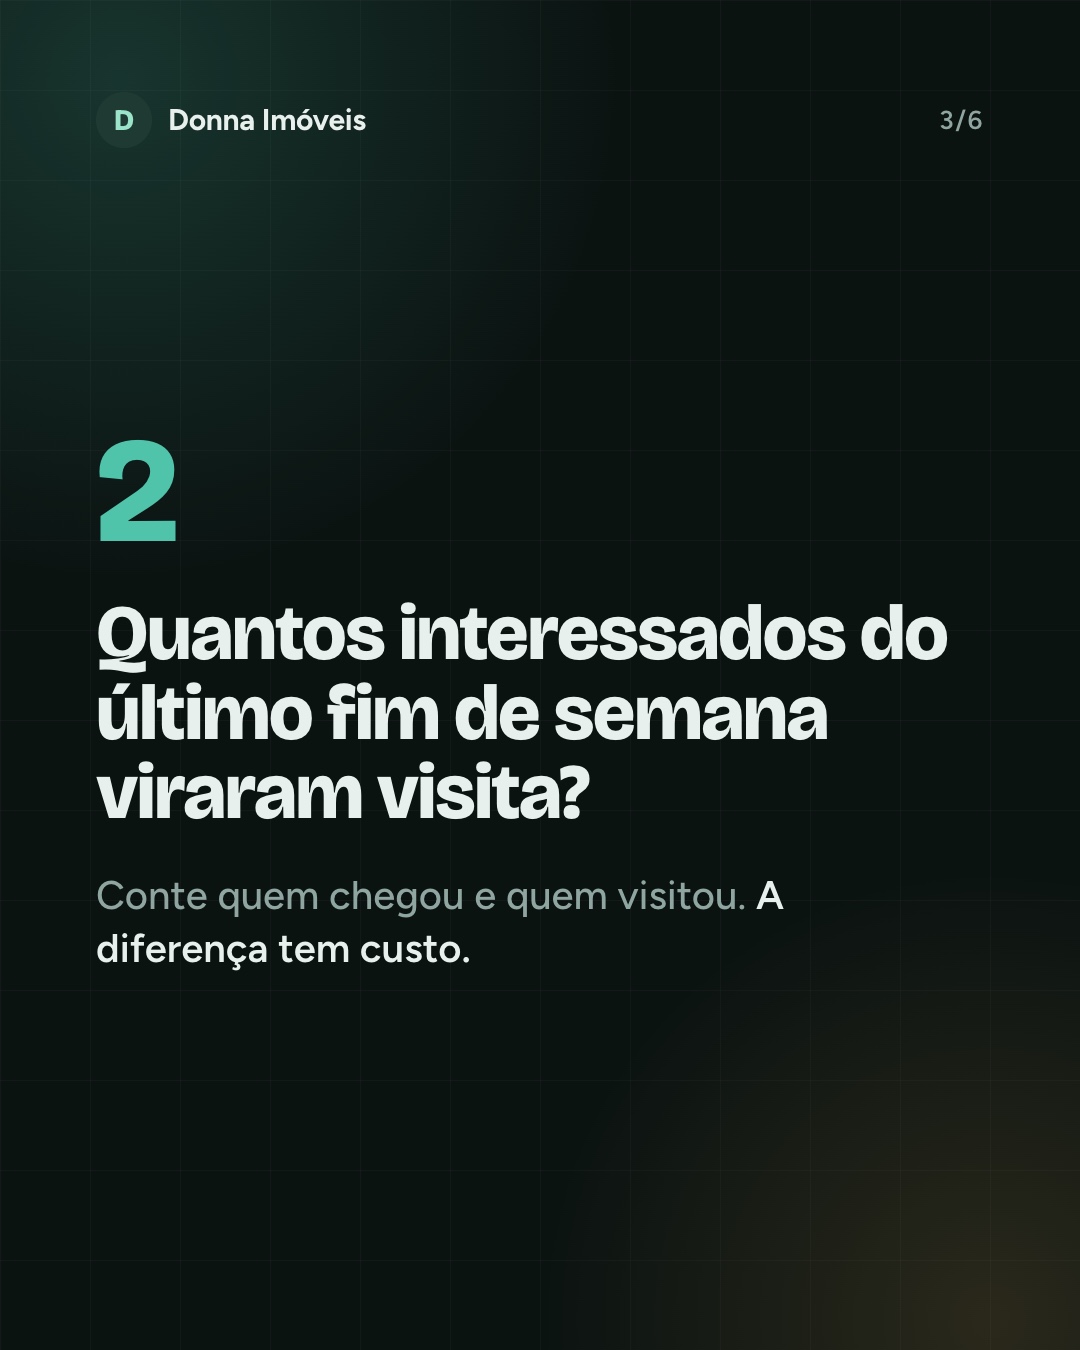 D Donna Imóveis 3/6
2
Quantos interessados do
último fim de semana
viraram visita?
Conte quem chegou e quem visitou. A
diferença tem custo.